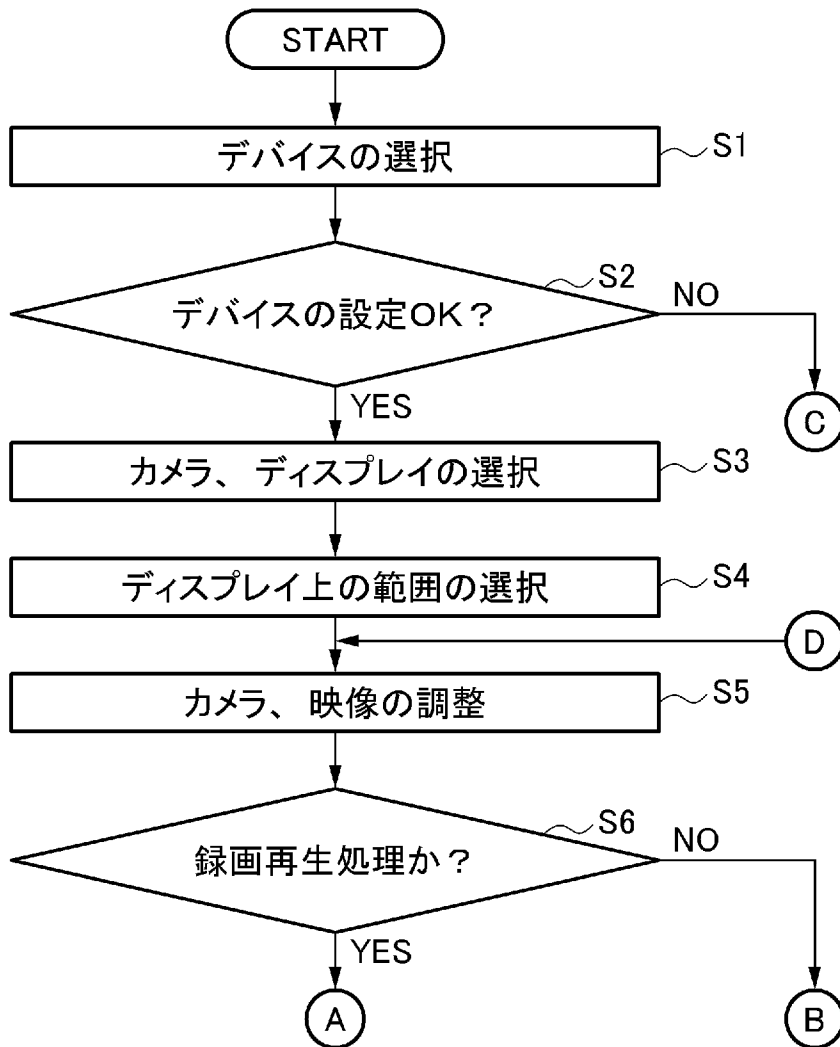 START
デバイスの選択
S1
デバイスの設定OK?
S2
NO
C
YES
カメラ、ディスプレイの選択
S3
ディスプレイ上の範囲の選択
S4
D
カメラ、映像の調整
S5
録画再生処理か?
S6
NO
YES
A
B